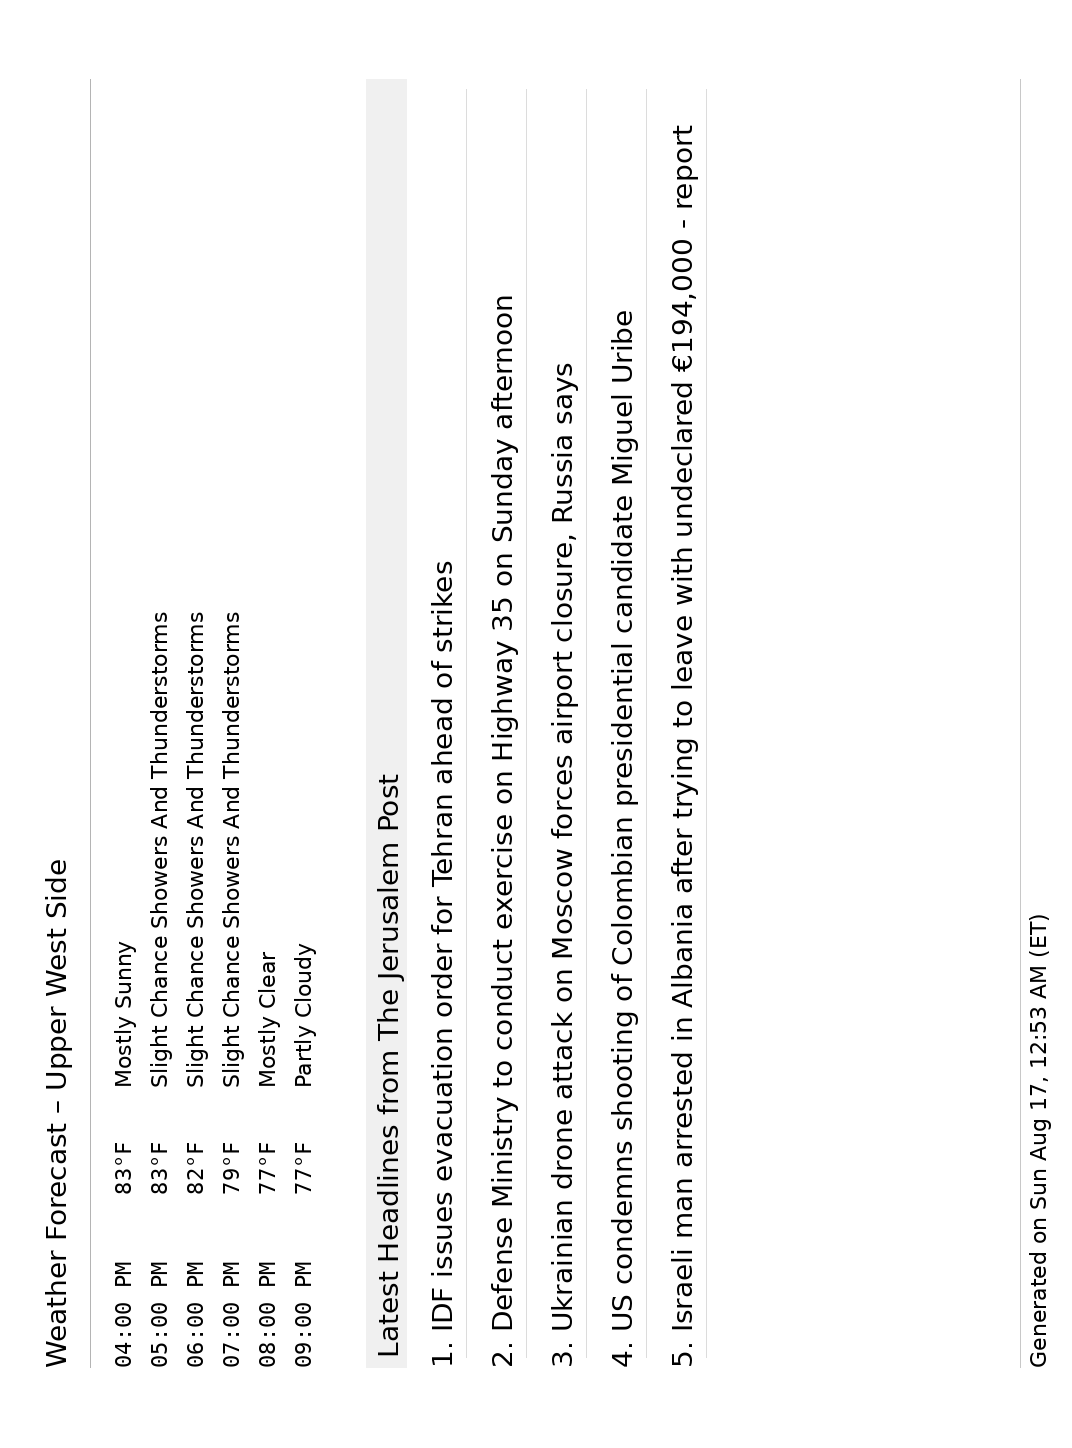 Weather Forecast – Upper West Side
04:00 PM 83°F Mostly Sunny
05:00 PM 83°F Slight Chance Showers And Thunderstorms
06:00 PM 82°F Slight Chance Showers And Thunderstorms
07:00 PM 79°F Slight Chance Showers And Thunderstorms
08:00 PM 77°F Mostly Clear
09:00 PM 77°F Partly Cloudy
Latest Headlines from The Jerusalem Post
1. IDF issues evacuation order for Tehran ahead of strikes
2. Defense Ministry to conduct exercise on Highway 35 on Sunday afternoon
3. Ukrainian drone attack on Moscow forces airport closure, Russia says
4. US condemns shooting of Colombian presidential candidate Miguel Uribe
5. Israeli man arrested in Albania after trying to leave with undeclared €194,000 - report
Generated on Sun Aug 17, 12:53 AM (ET)